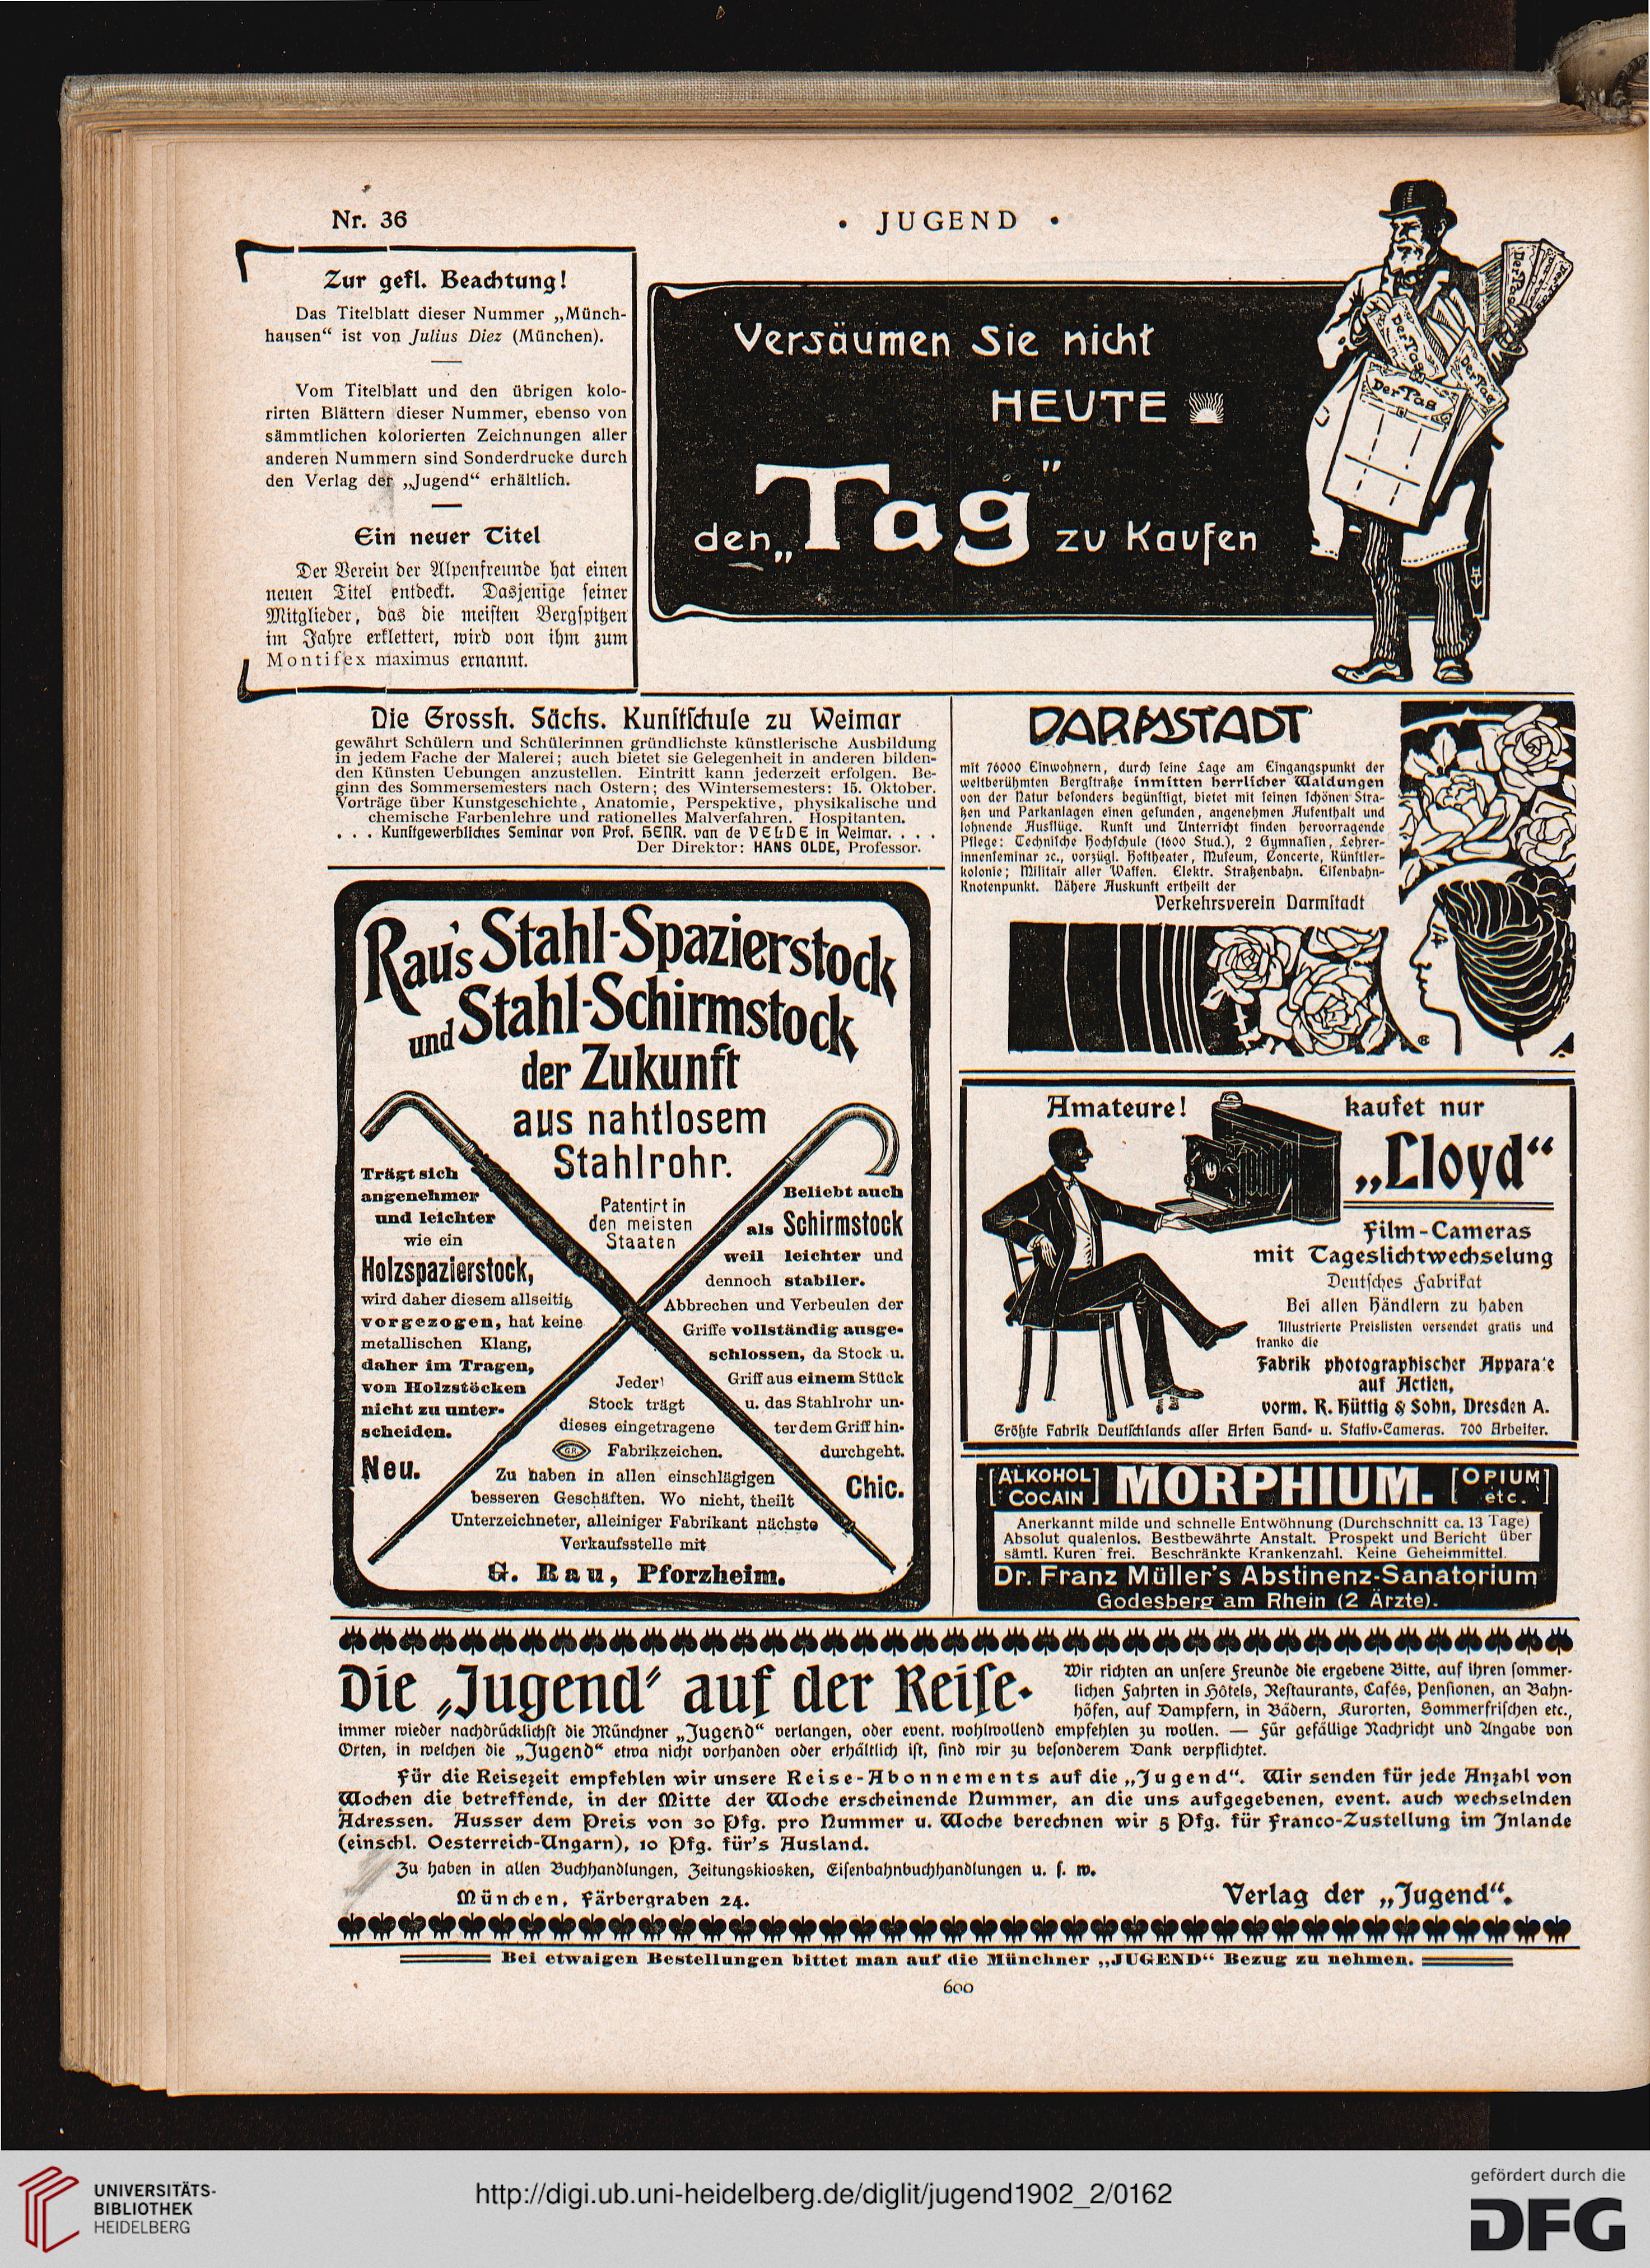 Nr. 36
• JUGEND •
Zur gefl. Beachtung!
Das Titelblatt dieser Nummer „Münch-
hausen“ ist von Julius Diez (München).
Vom Titelblatt und den übrigen kolo-
rirten Blättern dieser Nummer, ebenso von
sämmtlichen kolorierten Zeichnungen aller
anderen Nummern sind Sonderdrucke durch
den Verlag der „Jugend“ erhältlich.
Ein neuer Titel
Der Verein der Alpenfreunde hat einen
neuen Titel entdeckt. Dasjenige seiner
Mitglieder, das die meisten Bergspitzen
im Jahre erklettert, wird von ihm zum
Montifex maximus ernannt.
Versäumen Sie nicht
HEUTE
den „Tag“ zu Kaufen
Der Tag
Der Tag
Der Tag
Der Tag
Die Grossh. Sächs. Kunstschule zu Weimar
gewährt Schülern und Schülerinnen gründlichste künstlerische Ausbildung
in jedem Fache der Malerei; auch bietet sie Gelegenheit in anderen bilden-
den Künsten Uebungen anzustellen. Eintritt kann jederzeit erfolgen. Be-
ginn des Sommersemesters nach Ostern; des Wintersemesters: 15. Oktober.
Vorträge über Kunstgeschichte, Anatomie, Perspektive, physikalische und
chemische Farbenlehre und rationelles Malverfahren. Hospitanten.
. . . Kunstgewerbliches Seminar von Prof. HENR. van de VELDE in Weimar. . . .
Der Direktor: HANS OLDE, Professor.
DARMSTADT
mit 76000 Einwohnern, durch seine Lage am Eingangspunkt der
weltberühmten Bergstraße inmitten herrlicher Waldungen
von der Natur besonders begünstigt, bietet mit seinen schönen Stra-
ßen und Parkanlagen einen gesunden, angenehmen Aufenthalt und
lohnende Ausflüge. Kunst und Unterricht finden hervorragende
Pflege: Technische Hochschule (1600 Stud.), 2 Gymnasien, Lehrer-
innenseminar ꝛc., vorzügl. Hoftheater, Museum, Concerte, Künstler-
kolonie; Militair aller Waffen. Elektr. Straßenbahn. Eisenbahn-
Knotenpunkt. Nähere Auskunft ertheilt der
Verkehrsverein Darmstadt
Rau's Stahl-Spazierstock
und Stahl-Schirmstock
der Zukunft
aus nahtlosem
Stahlrohr.
Patentirt in
den meisten
Staaten
Trägt sich
angenehmer
und leichter
wie ein
Holzspazierstock,
wird daher diesem allseitig
vorgezogen, hat keine
metallischen Klang,
daher im Tragen,
von Holzstöcken
nicht zu unter-
scheiden.
Neu.
Beliebt auch
als Schirmstock
weil leichter und
dennoch stabiler.
Abbrechen und Verbeulen der
Griffe vollständig ausge-
schlossen, da Stock u.
Griff aus einem Stück
u. das Stahlrohr un-
ter dem Griff hin-
durchgeht.
Chic.
Jeder
Stock trägt
dieses eingetragene
G.R. Fabrikzeichen.
Zu haben in allen einschlägigen
besseren Geschäften. Wo nicht, theilt
Unterzeichneter, alleiniger Fabrikant nächste
Verkaufsstelle mit
G. Rau, Pforzheim.
Amateure! kaufet nur
„Lloyd“
Film-Cameras
mit Tageslichtwechselung
Deutsches Fabrikat
Bei allen Händlern zu haben
Illustrierte Preislisten versendet gratis und
franko die
Fabrik photographischer Apparate
auf Actien,
vorm. R. Hüttig & Sohn, Dresden A.
Größte Fabrik Deutschlands aller Arten Hand- u. Stativ-Cameras. 700 Arbeiter.
[ALKOHOL COCAIN] MORPHIUM. [OPIUM etc.]
Anerkannt milde und schnelle Entwöhnung (Durchschnitt ca. 13 Tage)
Absolut qualenlos. Bestbewährte Anstalt. Prospekt und Bericht über
sämtl. Kuren frei. Beschränkte Krankenzahl. Keine Geheimmittel.
Dr. Franz Müller's Abstinenz-Sanatorium
Godesberg am Rhein (2 Ärzte).
Die „Jugend“ auf der Reise.
Wir richten an unsere Freunde die ergebene Bitte, auf ihren sommer-
lichen Fahrten in Hôtels, Restaurants, Cafés, Pensionen, an Bahn-
höfen, auf Dampfern, in Bädern, Kurorten, Sommerfrischen etc.,
immer wieder nachdrücklichst die Münchner „Jugend“ verlangen, oder event. wohlwollend empfehlen zu wollen. — Für gefällige Nachricht und Angabe von
Orten, in welchen die „Jugend“ etwa nicht vorhanden oder erhältlich ist, sind wir zu besonderem Dank verpflichtet.
Für die Reisezeit empfehlen wir unsere Reise-Abonnements auf die „Jugend“. Wir senden für jede Anzahl von
Wochen die betreffende, in der Mitte der Woche erscheinende Nummer, an die uns aufgegebenen, event. auch wechselnden
Adressen. Ausser dem Preis von 30 Pfg. pro Nummer u. Woche berechnen wir 5 Pfg. für Franco-Zustellung im Inlande
(einschl. Oesterreich-Ungarn), 10 Pfg. für's Ausland.
Zu haben in allen Buchhandlungen, Zeitungskiosken, Eisenbahnbuchhandlungen u. s. w.
München, Färbergraben 24.
Verlag der „Jugend“.
Bei etwaigen Bestellungen bittet man auf die Münchner „JUGEND“ Bezug zu nehmen.
600
UNIVERSITÄTS-
BIBLIOTHEK
HEIDELBERG
http://digi.ub.uni-heidelberg.de/diglit/jugend1902_2/0162
gefördert durch die
DFG